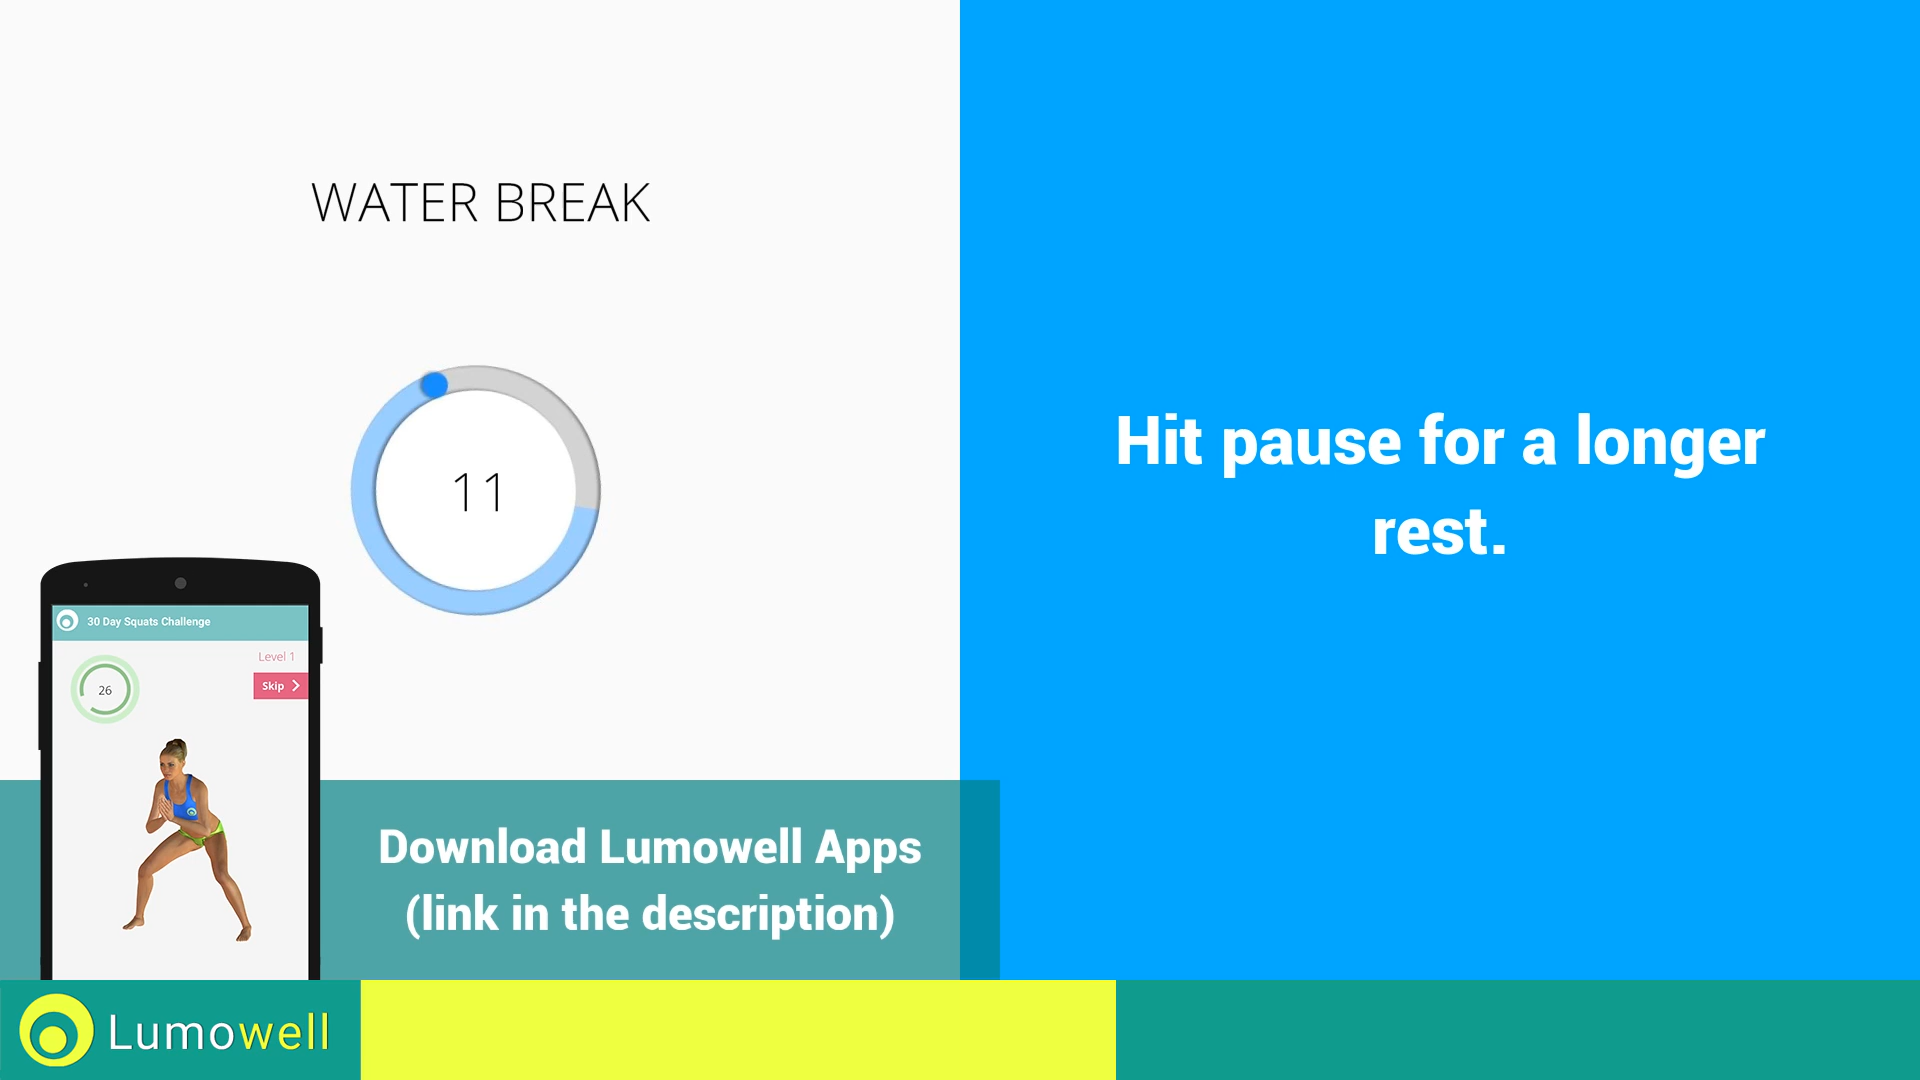 WATER BREAK
11
Hit pause for a longer
rest.
30 Day Squats Challenge
Level 1
26
Skip
Download Lumowell Apps
(link in the description)
Lumowell